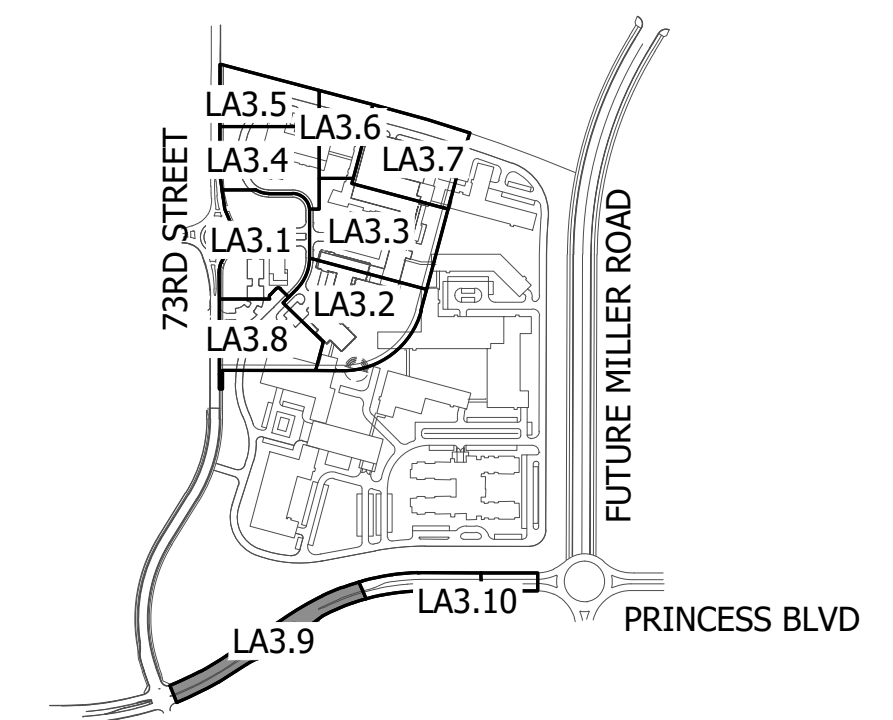 LA3.5
LA3.6
LA3.4
LA3.7
73RD STREET
LA3.1
LA3.3
LA3.2
LA3.8
FUTURE MILLER ROAD
LA3.10
PRINCESS BLVD
LA3.9